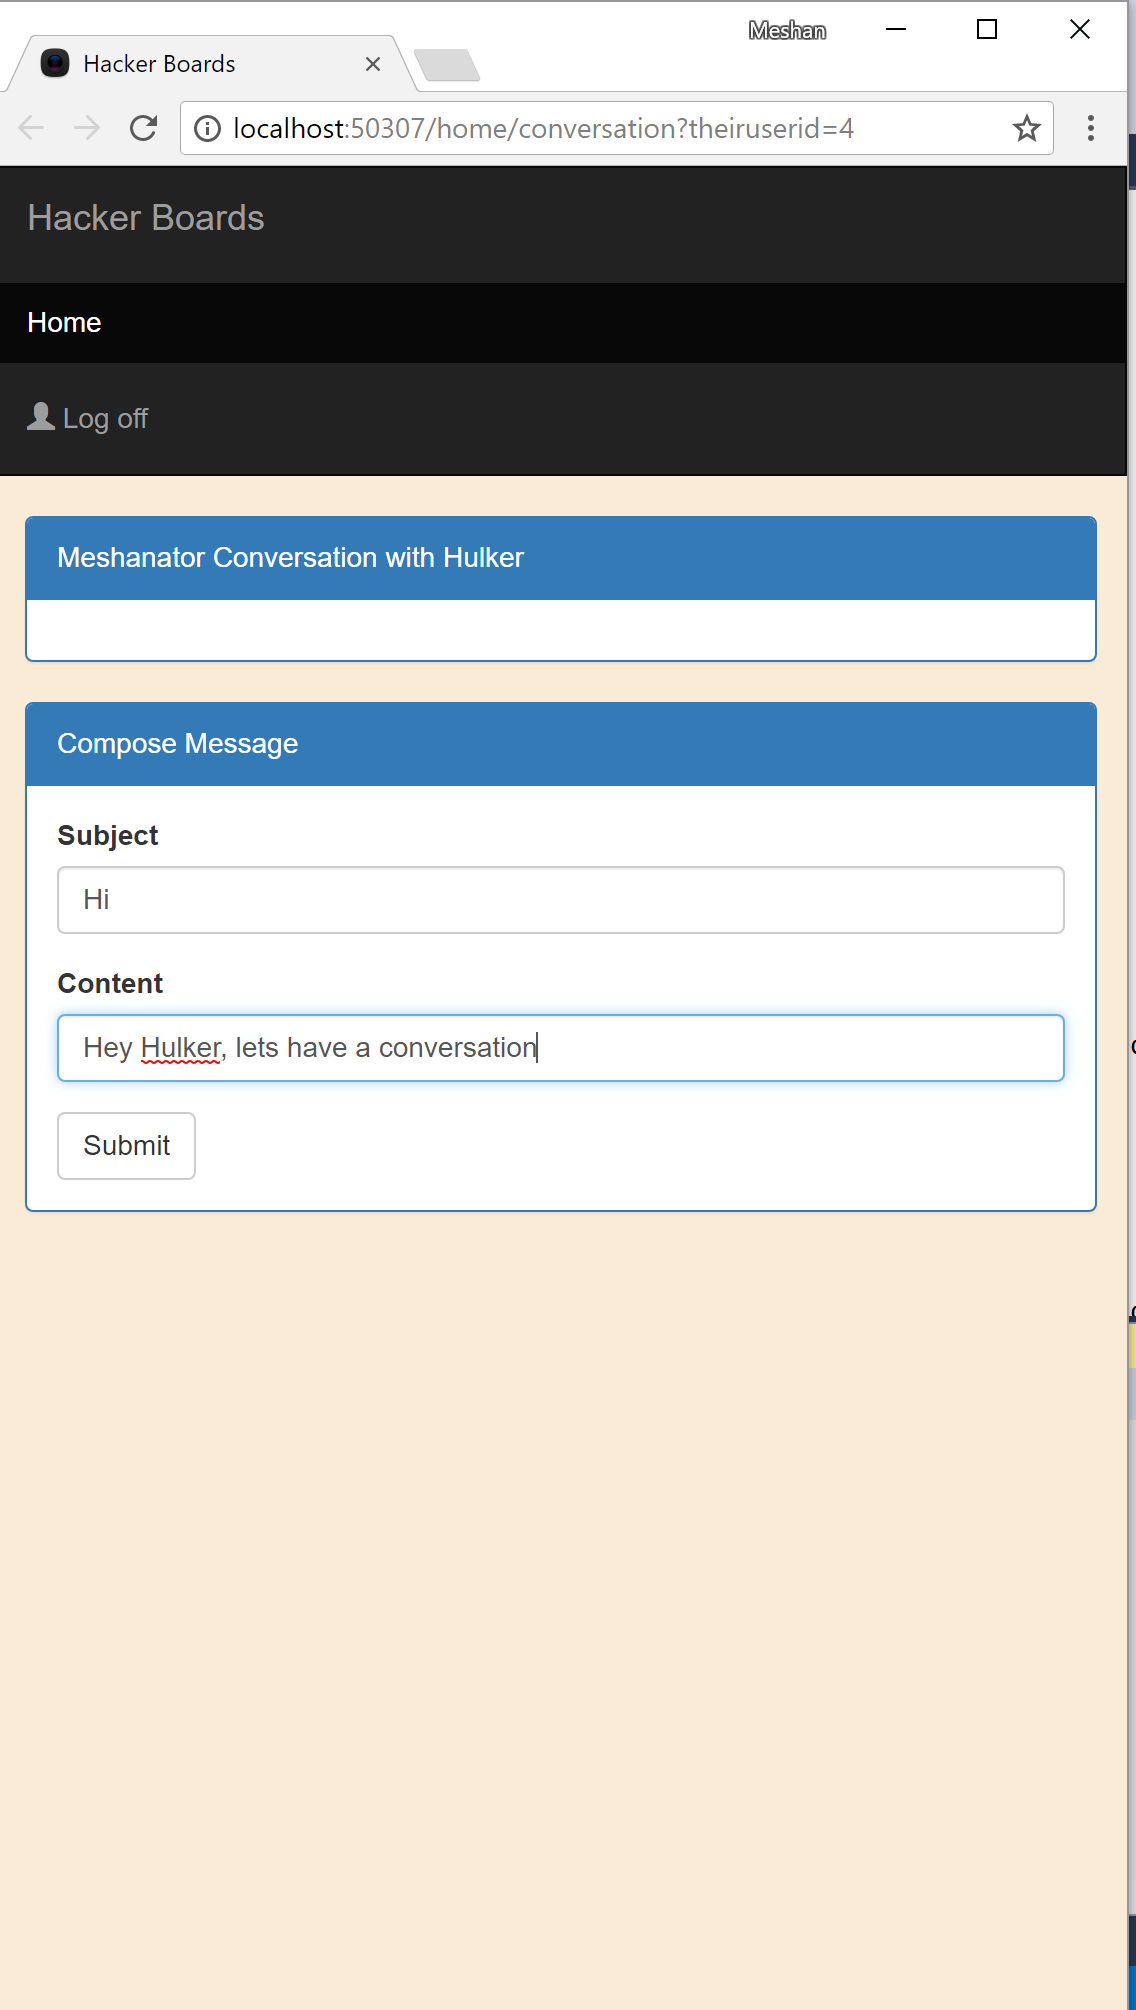 Meshan
Hacker Boards
localhost:50307/home/conversation?theiruserid=4
Hacker Boards
Home
Log off
Meshanator Conversation with Hulker
Compose Message
Subject
Hi
Content
Hey Hulker, lets have a conversation
Submit